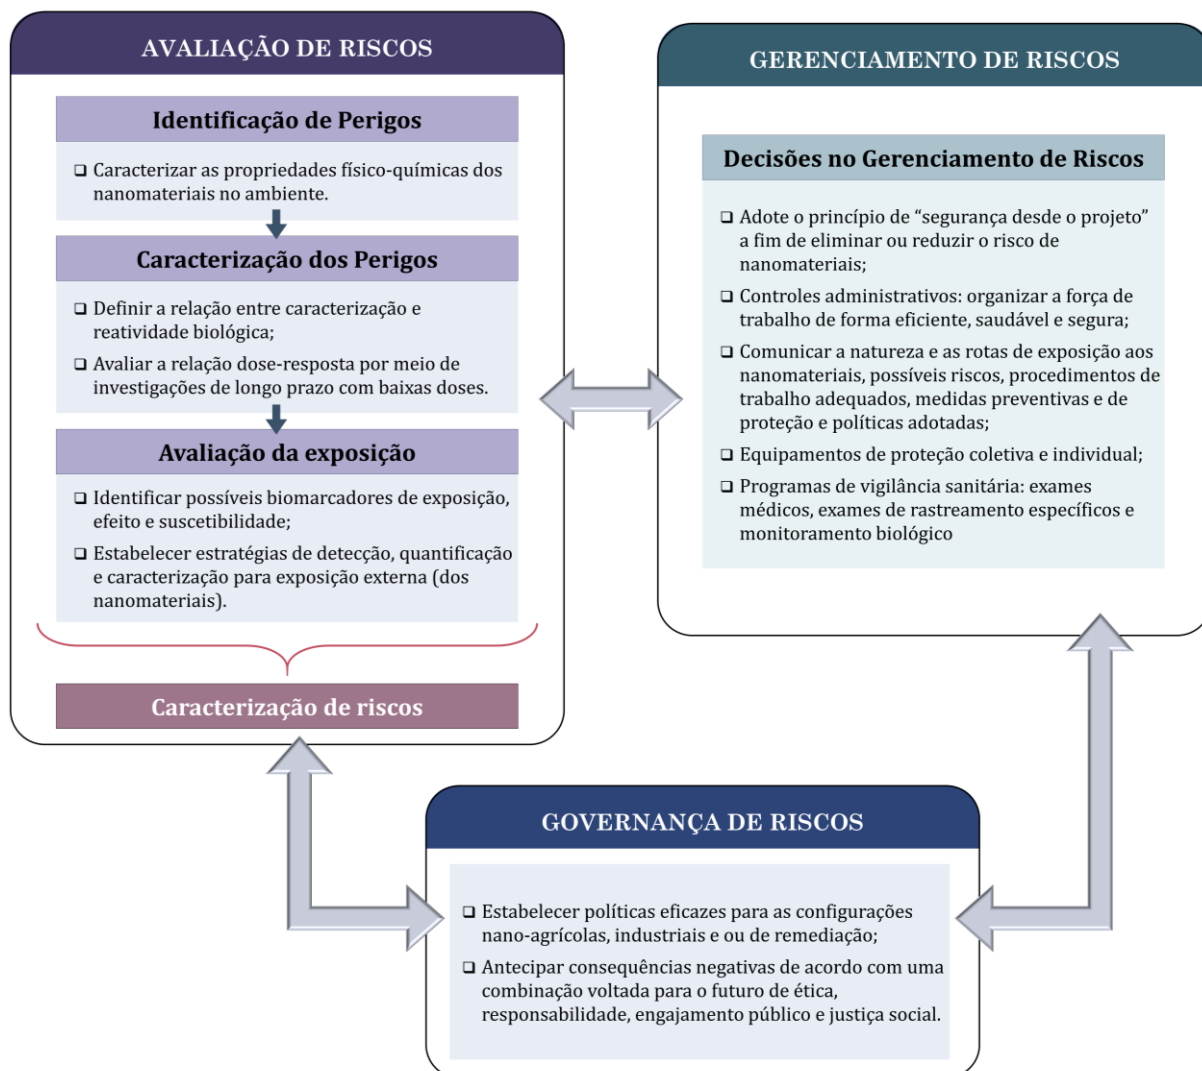 AVALIAÇÃO DE RISCOS
Identificação de Perigos
❑ Caracterizar as propriedades físico-químicas dos
nanomateriais no ambiente.
Caracterização dos Perigos
❑ Definir a relação entre caracterização e
reatividade biológica;
❑ Avaliar a relação dose-resposta por meio de
investigações de longo prazo com baixas doses.
Avaliação da exposição
❑ Identificar possíveis biomarcadores de exposição,
efeito e suscetibilidade;
❑ Estabelecer estratégias de detecção, quantificação
e caracterização para exposição externa (dos
nanomateriais).
Caracterização de riscos
GERENCIAMENTO DE RISCOS
Decisões no Gerenciamento de Riscos
❑ Adote o princípio de “segurança desde o projeto”
a fim de eliminar ou reduzir o risco de
nanomateriais;
❑ Controles administrativos: organizar a força de
trabalho de forma eficiente, saudável e segura;
❑ Comunicar a natureza e as rotas de exposição aos
nanomateriais, possíveis riscos, procedimentos de
trabalho adequados, medidas preventivas e de
proteção e políticas adotadas;
❑ Equipamentos de proteção coletiva e individual;
❑ Programas de vigilância sanitária: exames
médicos, exames de rastreamento específicos e
monitoramento biológico
GOVERNANÇA DE RISCOS
❑ Estabelecer políticas eficazes para as configurações
nano-agrícolas, industriais e ou de remediação;
❑ Antecipar consequências negativas de acordo com uma
combinação voltada para o futuro de ética,
responsabilidade, engajamento público e justiça social.